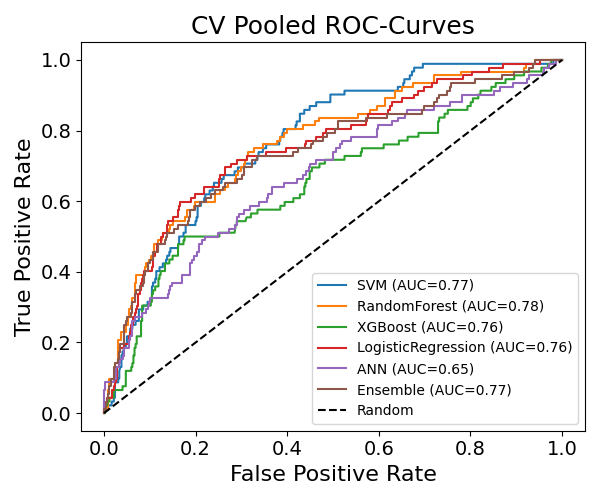 CV Pooled ROC-Curves
True Positive Rate
1.0
0.8
0.6
0.4
0.2
0.0
SVM (AUC=0.77)
RandomForest (AUC=0.78)
XGBoost (AUC=0.76)
LogisticRegression (AUC=0.76)
ANN (AUC=0.65)
Ensemble (AUC=0.77)
Random
0.0 0.2 0.4 0.6 0.8 1.0
False Positive Rate